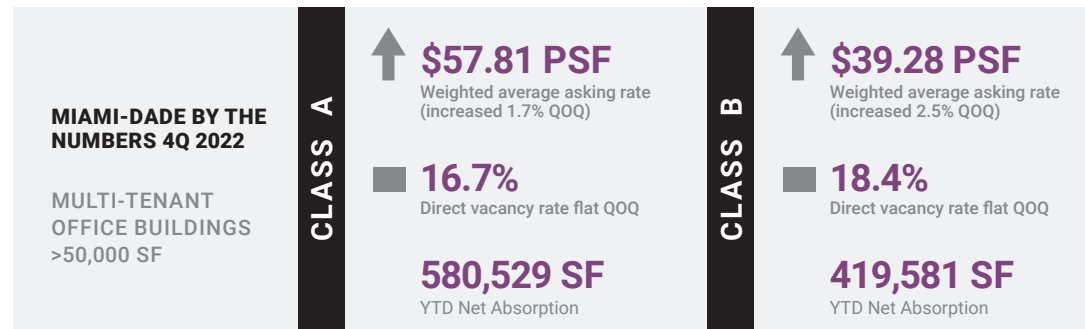 MIAMI-DADE BY THE
NUMBERS 4Q 2022
MULTI-TENANT
OFFICE BUILDINGS
>50,000 SF
CLASS A
$57.81 PSF
Weighted average asking rate
(increased 1.7% QOQ)
16.7%
Direct vacancy rate flat QOQ
580,529 SF
YTD Net Absorption
CLASS B
$39.28 PSF
Weighted average asking rate
(increased 2.5% QOQ)
18.4%
Direct vacancy rate flat QOQ
419,581 SF
YTD Net Absorption